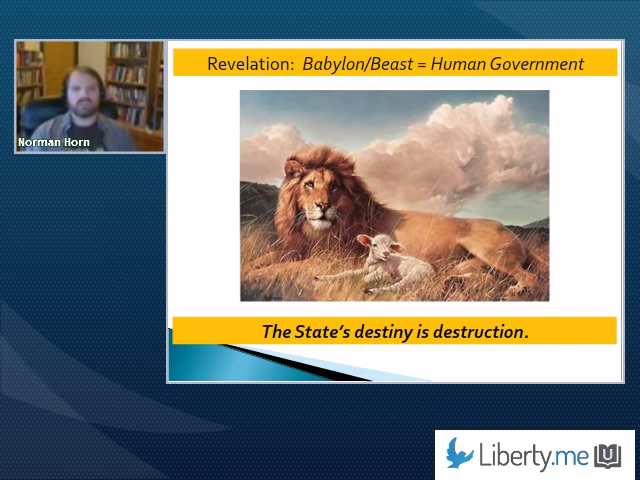 Revelation: Babylon/Beast = Human Government
Norman Horn
The State's destiny is destruction.
Liberty.me